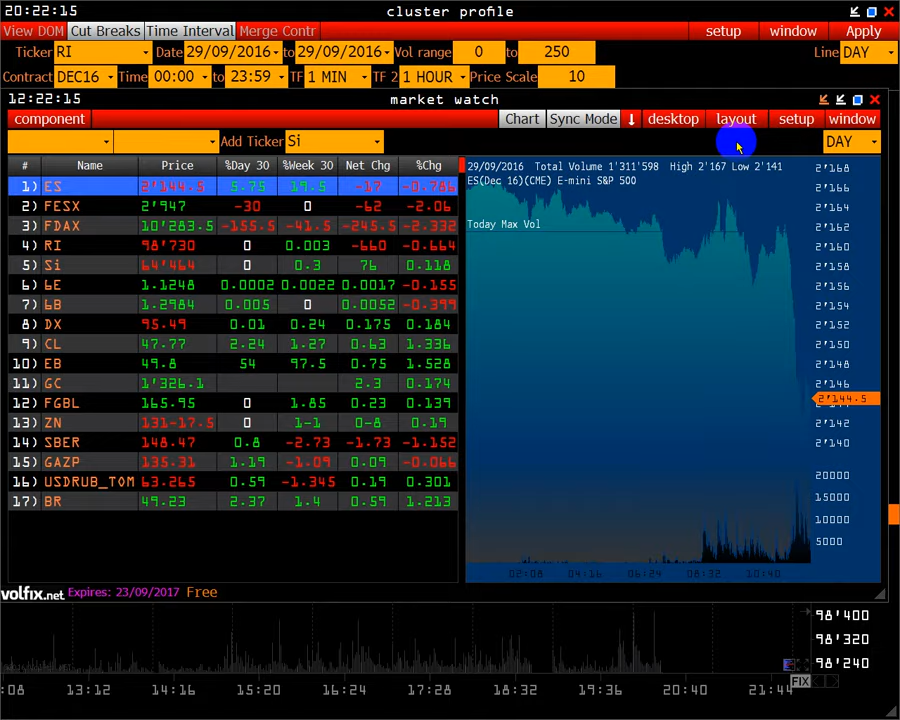 20:22:15 cluster profile
View DOM Cut Breaks Time Interval Merge Contr setup window Apply
Ticker RI Date 29/09/2016 to 29/09/2016 Vol range 0 to 250 Line DAY
Contract DEC16 Time 00:00 to 23:59 TF 1 MIN TF 2 1 HOUR Price Scale 10
12:22:15 market watch
component Chart Sync Mode ↓ desktop layout setup window
Add Ticker Si DAY
# Name Price %Day 30 %Week 30 Net Chg %Chg
1) ES 2'144.5 5.75 19.5 -17 -0.786
2) FESX 2'947 -30 0 -62 -2.06
3) FDAX 10'283.5 -155.5 -41.5 -245.5 -2.332
4) RI 98'730 0 0.003 -660 -0.664
5) Si 64'464 0 0.3 76 0.118
6) 6E 1.1248 0.0002 0.0022 0.0017 -0.155
7) 6B 1.2984 0.005 0 0.0052 -0.399
8) DX 95.49 0.01 0.24 0.175 0.184
9) CL 47.77 2.24 1.27 0.63 1.336
10) EB 49.8 54 97.5 0.75 1.528
11) GC 1'326.1 2.3 0.174
12) FGBL 165.95 0 1.85 0.23 0.139
13) ZN 131-17.5 0 1-1 0-8 0.19
14) SBER 148.47 0.8 -2.73 -1.73 -1.152
15) GAZP 135.31 1.19 -1.09 0.09 -0.066
16) USDRUB_TOM 63.265 0.59 -1.345 0.19 0.301
17) BR 49.23 2.37 1.4 0.59 1.213
29/09/2016 Total Volume 1'311'598 High 2'167 Low 2'141
ES(Dec 16)(CME) E-mini S&P 500
Today Max Vol
2'168
2'166
2'164
2'162
2'160
2'158
2'156
2'154
2'152
2'150
2'148
2'146
2'144.5
2'142
2'140
20000
15000
10000
5000
02:08 04:16 06:24 08:32 10:40
volfix.net Expires: 23/09/2017 Free
98'400
98'320
98'240
FIX
:08 13:12 14:16 15:20 16:24 17:28 18:32 19:36 20:40 21:44